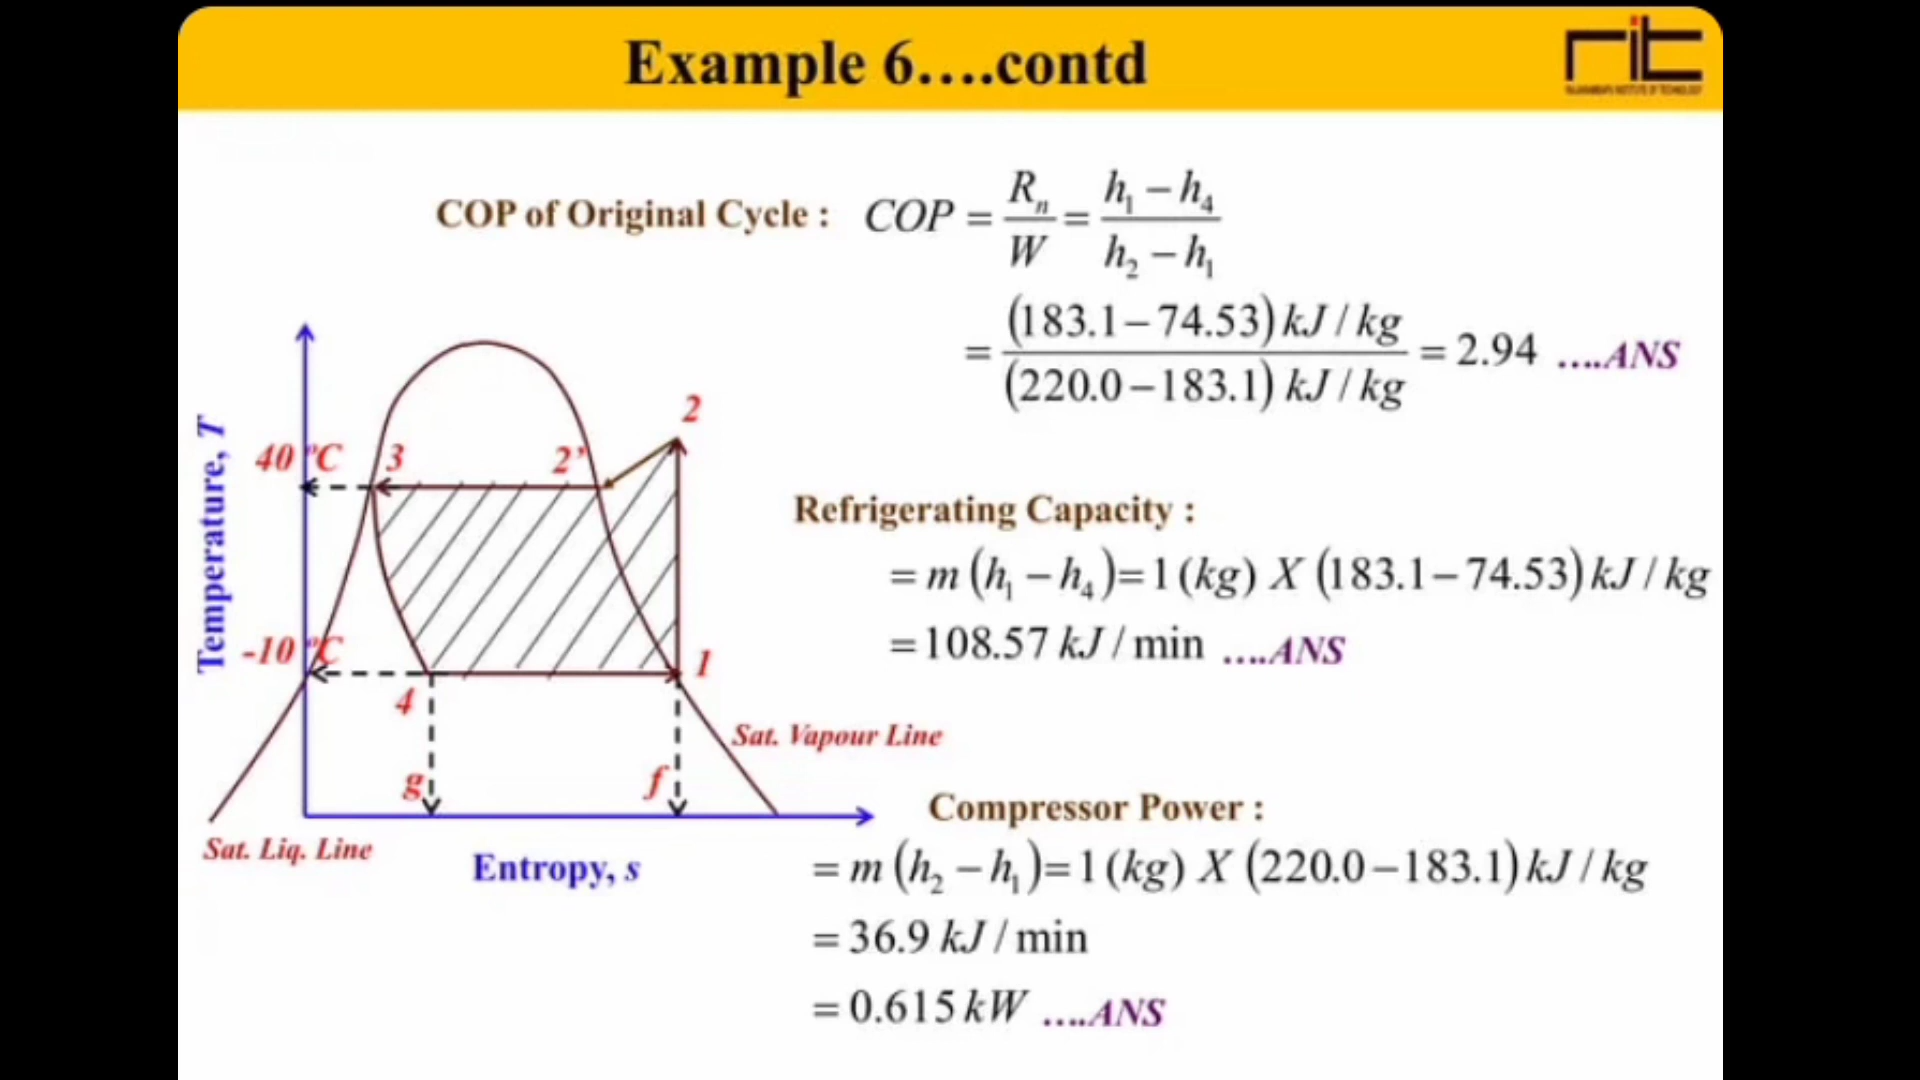 Example 6....contd
rit
COP of Original Cycle : COP = R_n / W = (h_1 − h_4) / (h_2 − h_1)
= (183.1 − 74.53) kJ / kg / (220.0 − 183.1) kJ / kg = 2.94 ....ANS
Temperature, T
40 °C
3
2'
2
-10 °C
4
1
g
f
Sat. Vapour Line
Sat. Liq. Line
Entropy, s
Refrigerating Capacity :
= m (h_1 − h_4) = 1 (kg) X (183.1 − 74.53) kJ / kg
= 108.57 kJ / min ....ANS
Compressor Power :
= m (h_2 − h_1) = 1 (kg) X (220.0 − 183.1) kJ / kg
= 36.9 kJ / min
= 0.615 kW ....ANS